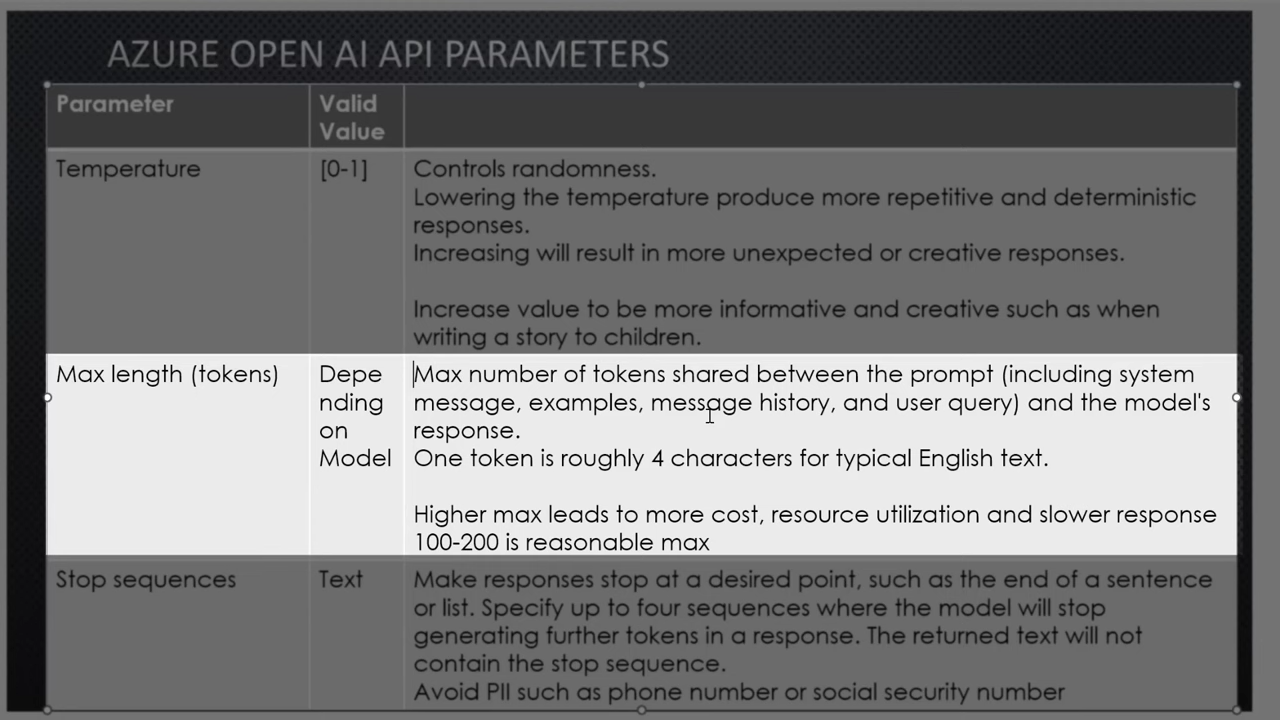 AZURE OPEN AI API PARAMETERS
Parameter
Valid
Value
Temperature
[0-1]
Controls randomness.
Lowering the temperature produce more repetitive and deterministic
responses.
Increasing will result in more unexpected or creative responses.
Increase value to be more informative and creative such as when
writing a story to children.
Max length (tokens)
Depe
nding
on
Model
Max number of tokens shared between the prompt (including system
message, examples, message history, and user query) and the model's
response.
One token is roughly 4 characters for typical English text.
Higher max leads to more cost, resource utilization and slower response
100-200 is reasonable max
Stop sequences
Text
Make responses stop at a desired point, such as the end of a sentence
or list. Specify up to four sequences where the model will stop
generating further tokens in a response. The returned text will not
contain the stop sequence.
Avoid PII such as phone number or social security number